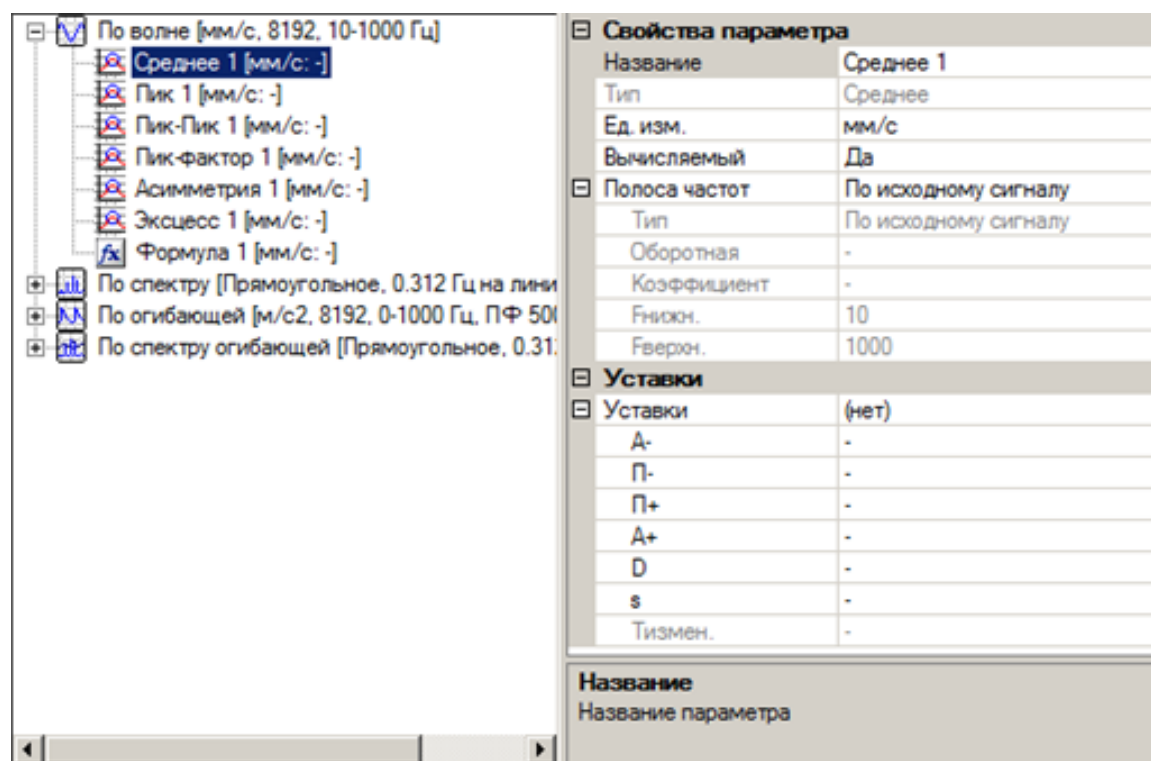 По волне [мм/с, 8192, 10-1000 Гц]
Среднее 1 [мм/с: -]
Пик 1 [мм/с: -]
Пик-Пик 1 [мм/с: -]
Пик-фактор 1 [мм/с: -]
Асимметрия 1 [мм/с: -]
Эксцесс 1 [мм/с: -]
fx Формула 1 [мм/с: -]
По спектру [Прямоугольное, 0.312 Гц на лини
По огибающей [м/с2, 8192, 0-1000 Гц, ПФ 500
По спектру огибающей [Прямоугольное, 0.31
Свойства параметра
Название Среднее 1
Тип Среднее
Ед. изм. мм/с
Вычисляемый Да
Полоса частот По исходному сигналу
Тип По исходному сигналу
Оборотная -
Коэффициент -
Fнижн. 10
Fверхн. 1000
Уставки
Уставки (нет)
А- -
П- -
П+ -
А+ -
D -
s -
Тизмен. -
Название
Название параметра